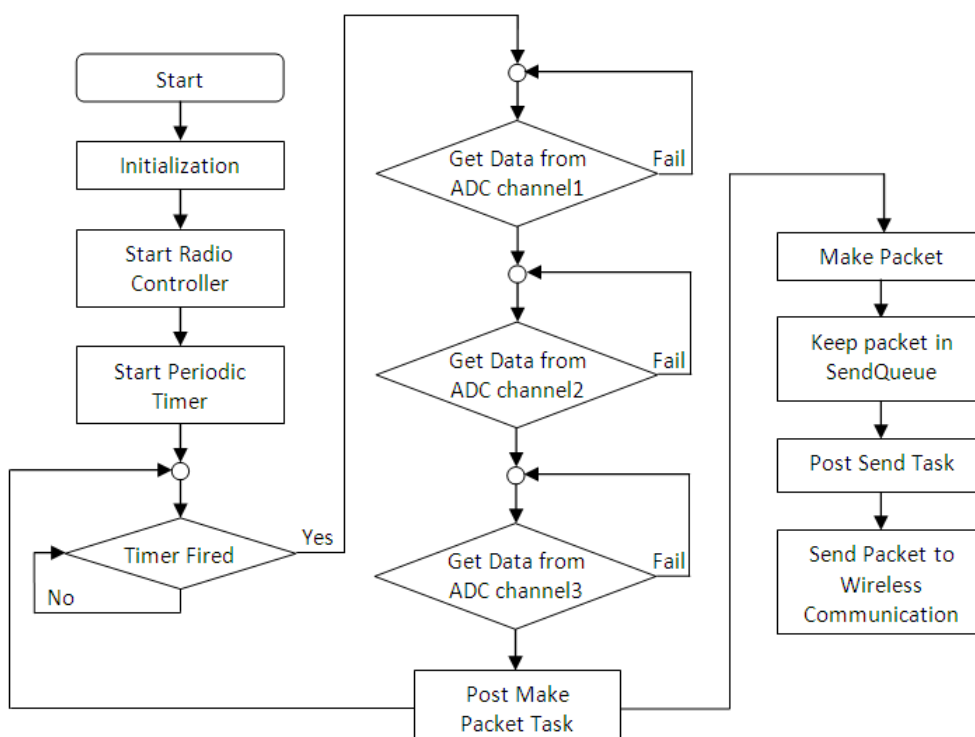 Start
Initialization
Start Radio
Controller
Start Periodic
Timer
Timer Fired
Yes
No
Get Data from
ADC channel1
Fail
Get Data from
ADC channel2
Fail
Get Data from
ADC channel3
Fail
Post Make
Packet Task
Make Packet
Keep packet in
SendQueue
Post Send Task
Send Packet to
Wireless
Communication